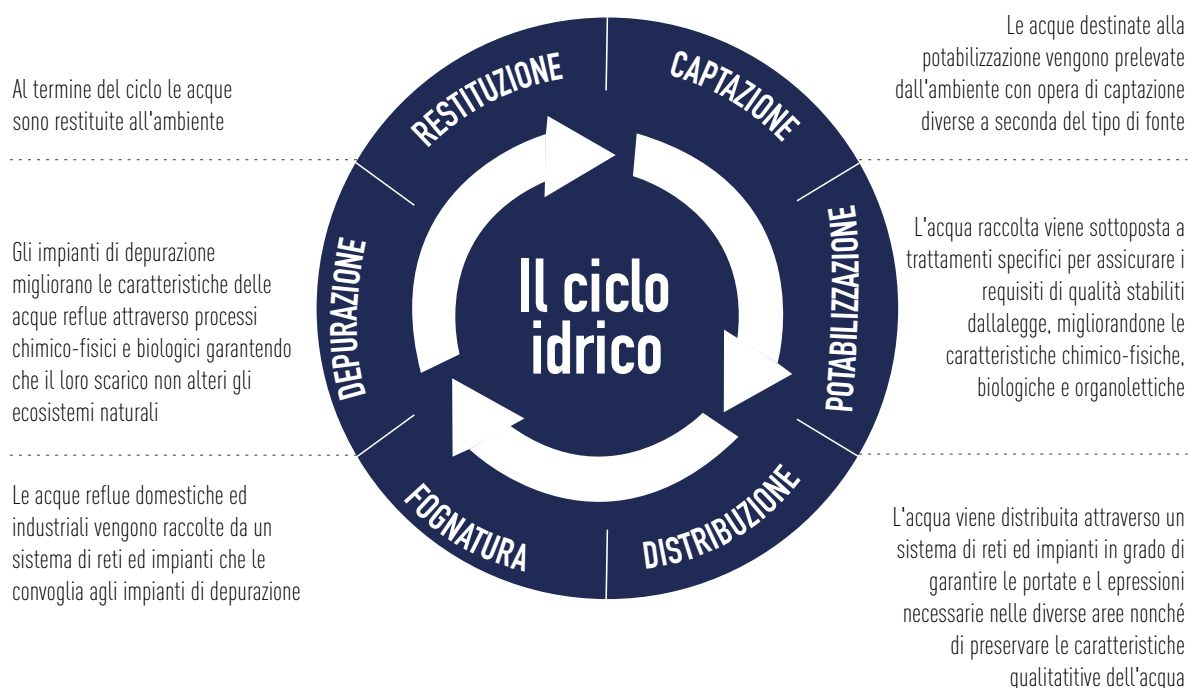 RESTITUZIONE
Al termine del ciclo le acque
sono restituite all'ambiente
CAPTAZIONE
Le acque destinate alla
potabilizzazione vengono prelevate
dall'ambiente con opera di captazione
diverse a seconda del tipo di fonte
DEPURAZIONE
Gli impianti di depurazione
migliorano le caratteristiche delle
acque reflue attraverso processi
chimico-fisici e biologici garantendo
che il loro scarico non alteri gli
ecosistemi naturali
Il ciclo
idrico
POTABILIZZAZIONE
L'acqua raccolta viene sottoposta a
trattamenti specifici per assicurare i
requisiti di qualità stabiliti
dallalegge, migliorandone le
caratteristiche chimico-fisiche,
biologiche e organolettiche
FOGNATURA
Le acque reflue domestiche ed
industriali vengono raccolte da un
sistema di reti ed impianti che le
convoglia agli impianti di depurazione
DISTRIBUZIONE
L'acqua viene distribuita attraverso un
sistema di reti ed impianti in grado di
garantire le portate e l epressioni
necessarie nelle diverse aree nonché
di preservare le caratteristiche
qualitatitive dell'acqua